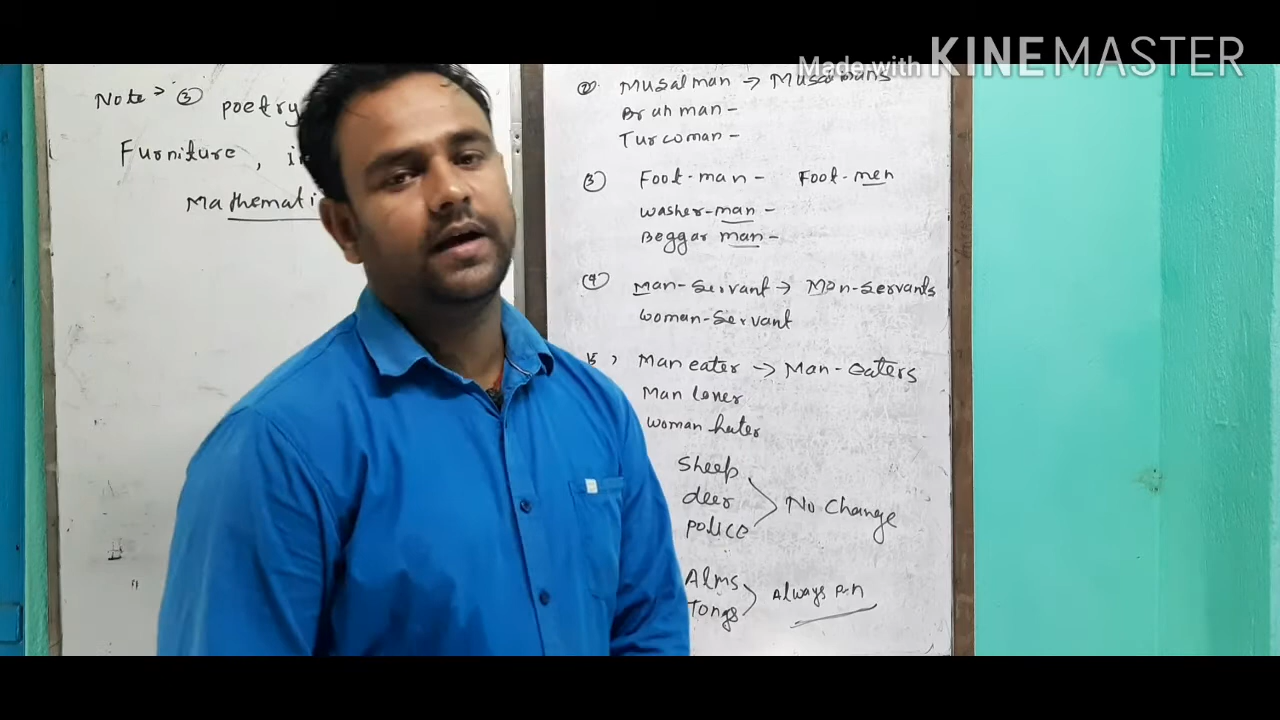 Made with KINEMASTER
Note > ③ poetry
Furniture, i
Mathemati
② Musalman → Musalmans
Brahman -
Turcoman -
③ Foot-man - Foot-men
washer-man -
Beggar man -
④ Man-servant → Man-servants
woman-servant
15, Man eater → Man-eaters
Man lover
woman hater
Sheep
deer
police
No Change
Alms
Tongs
Always P.N